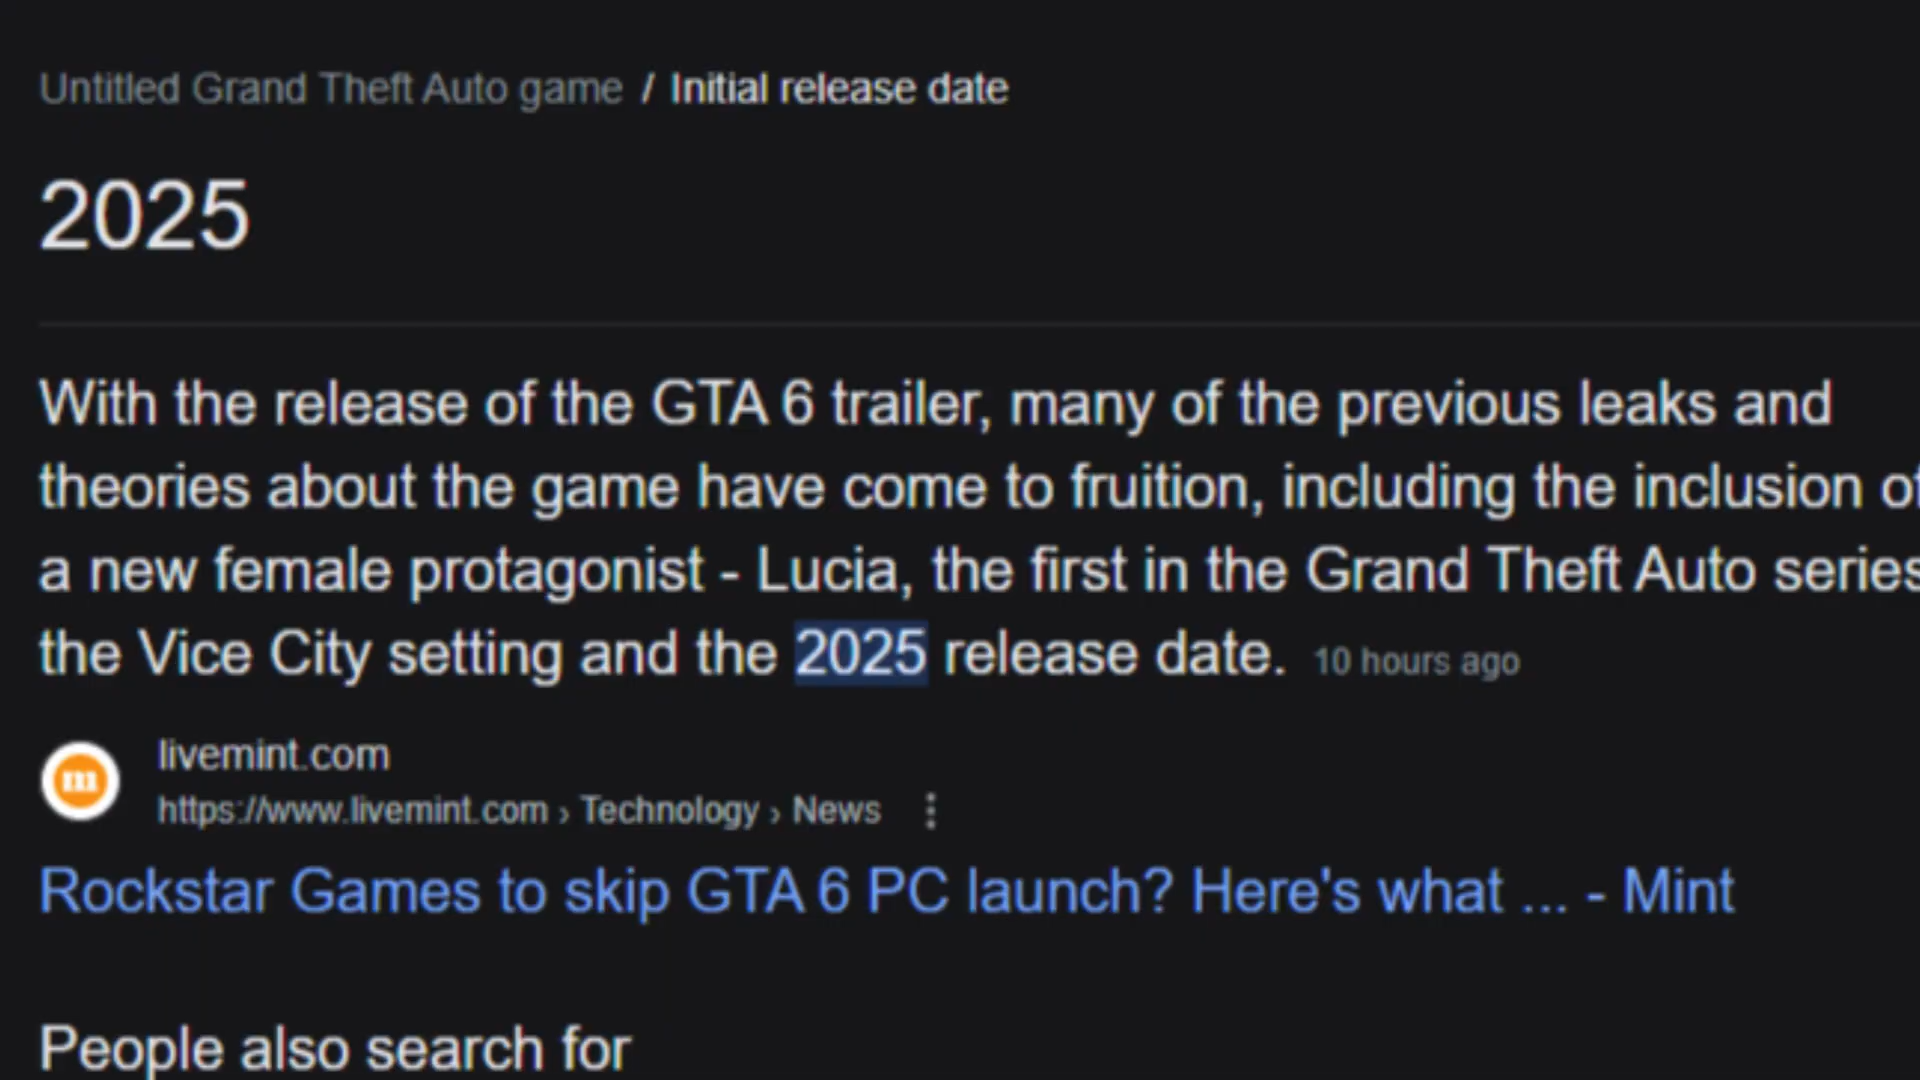 Untitled Grand Theft Auto game / Initial release date
2025
With the release of the GTA 6 trailer, many of the previous leaks and
theories about the game have come to fruition, including the inclusion of
a new female protagonist - Lucia, the first in the Grand Theft Auto series
the Vice City setting and the 2025 release date. 10 hours ago
m
livemint.com
https://www.livemint.com › Technology › News
Rockstar Games to skip GTA 6 PC launch? Here's what ... - Mint
People also search for